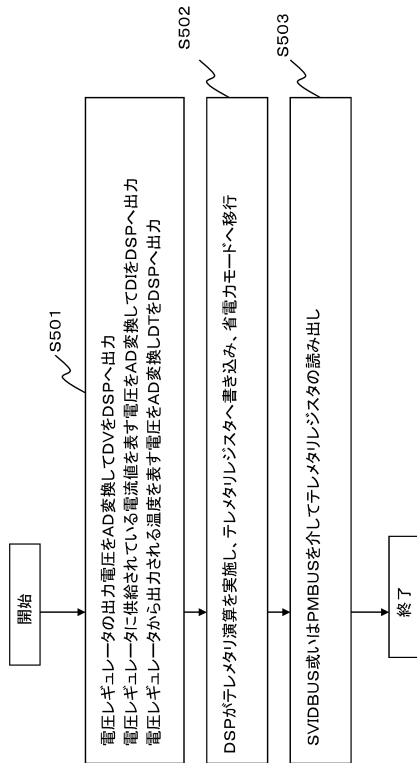 開始
S501
電圧レギュレータの出力電圧をAD変換してDVをDSPへ出力
電圧レギュレータに供給されている電流値を表す電圧をAD変換してDIをDSPへ出力
電圧レギュレータから出力される温度を表す電圧をAD変換しDTをDSPへ出力
S502
DSPがテレメタリ演算を実施し、テレメタリレジスタへ書き込み、省電力モードへ移行
S503
SVIDBUS或いはPMBUSを介してテレメタリレジスタの読み出し
終了